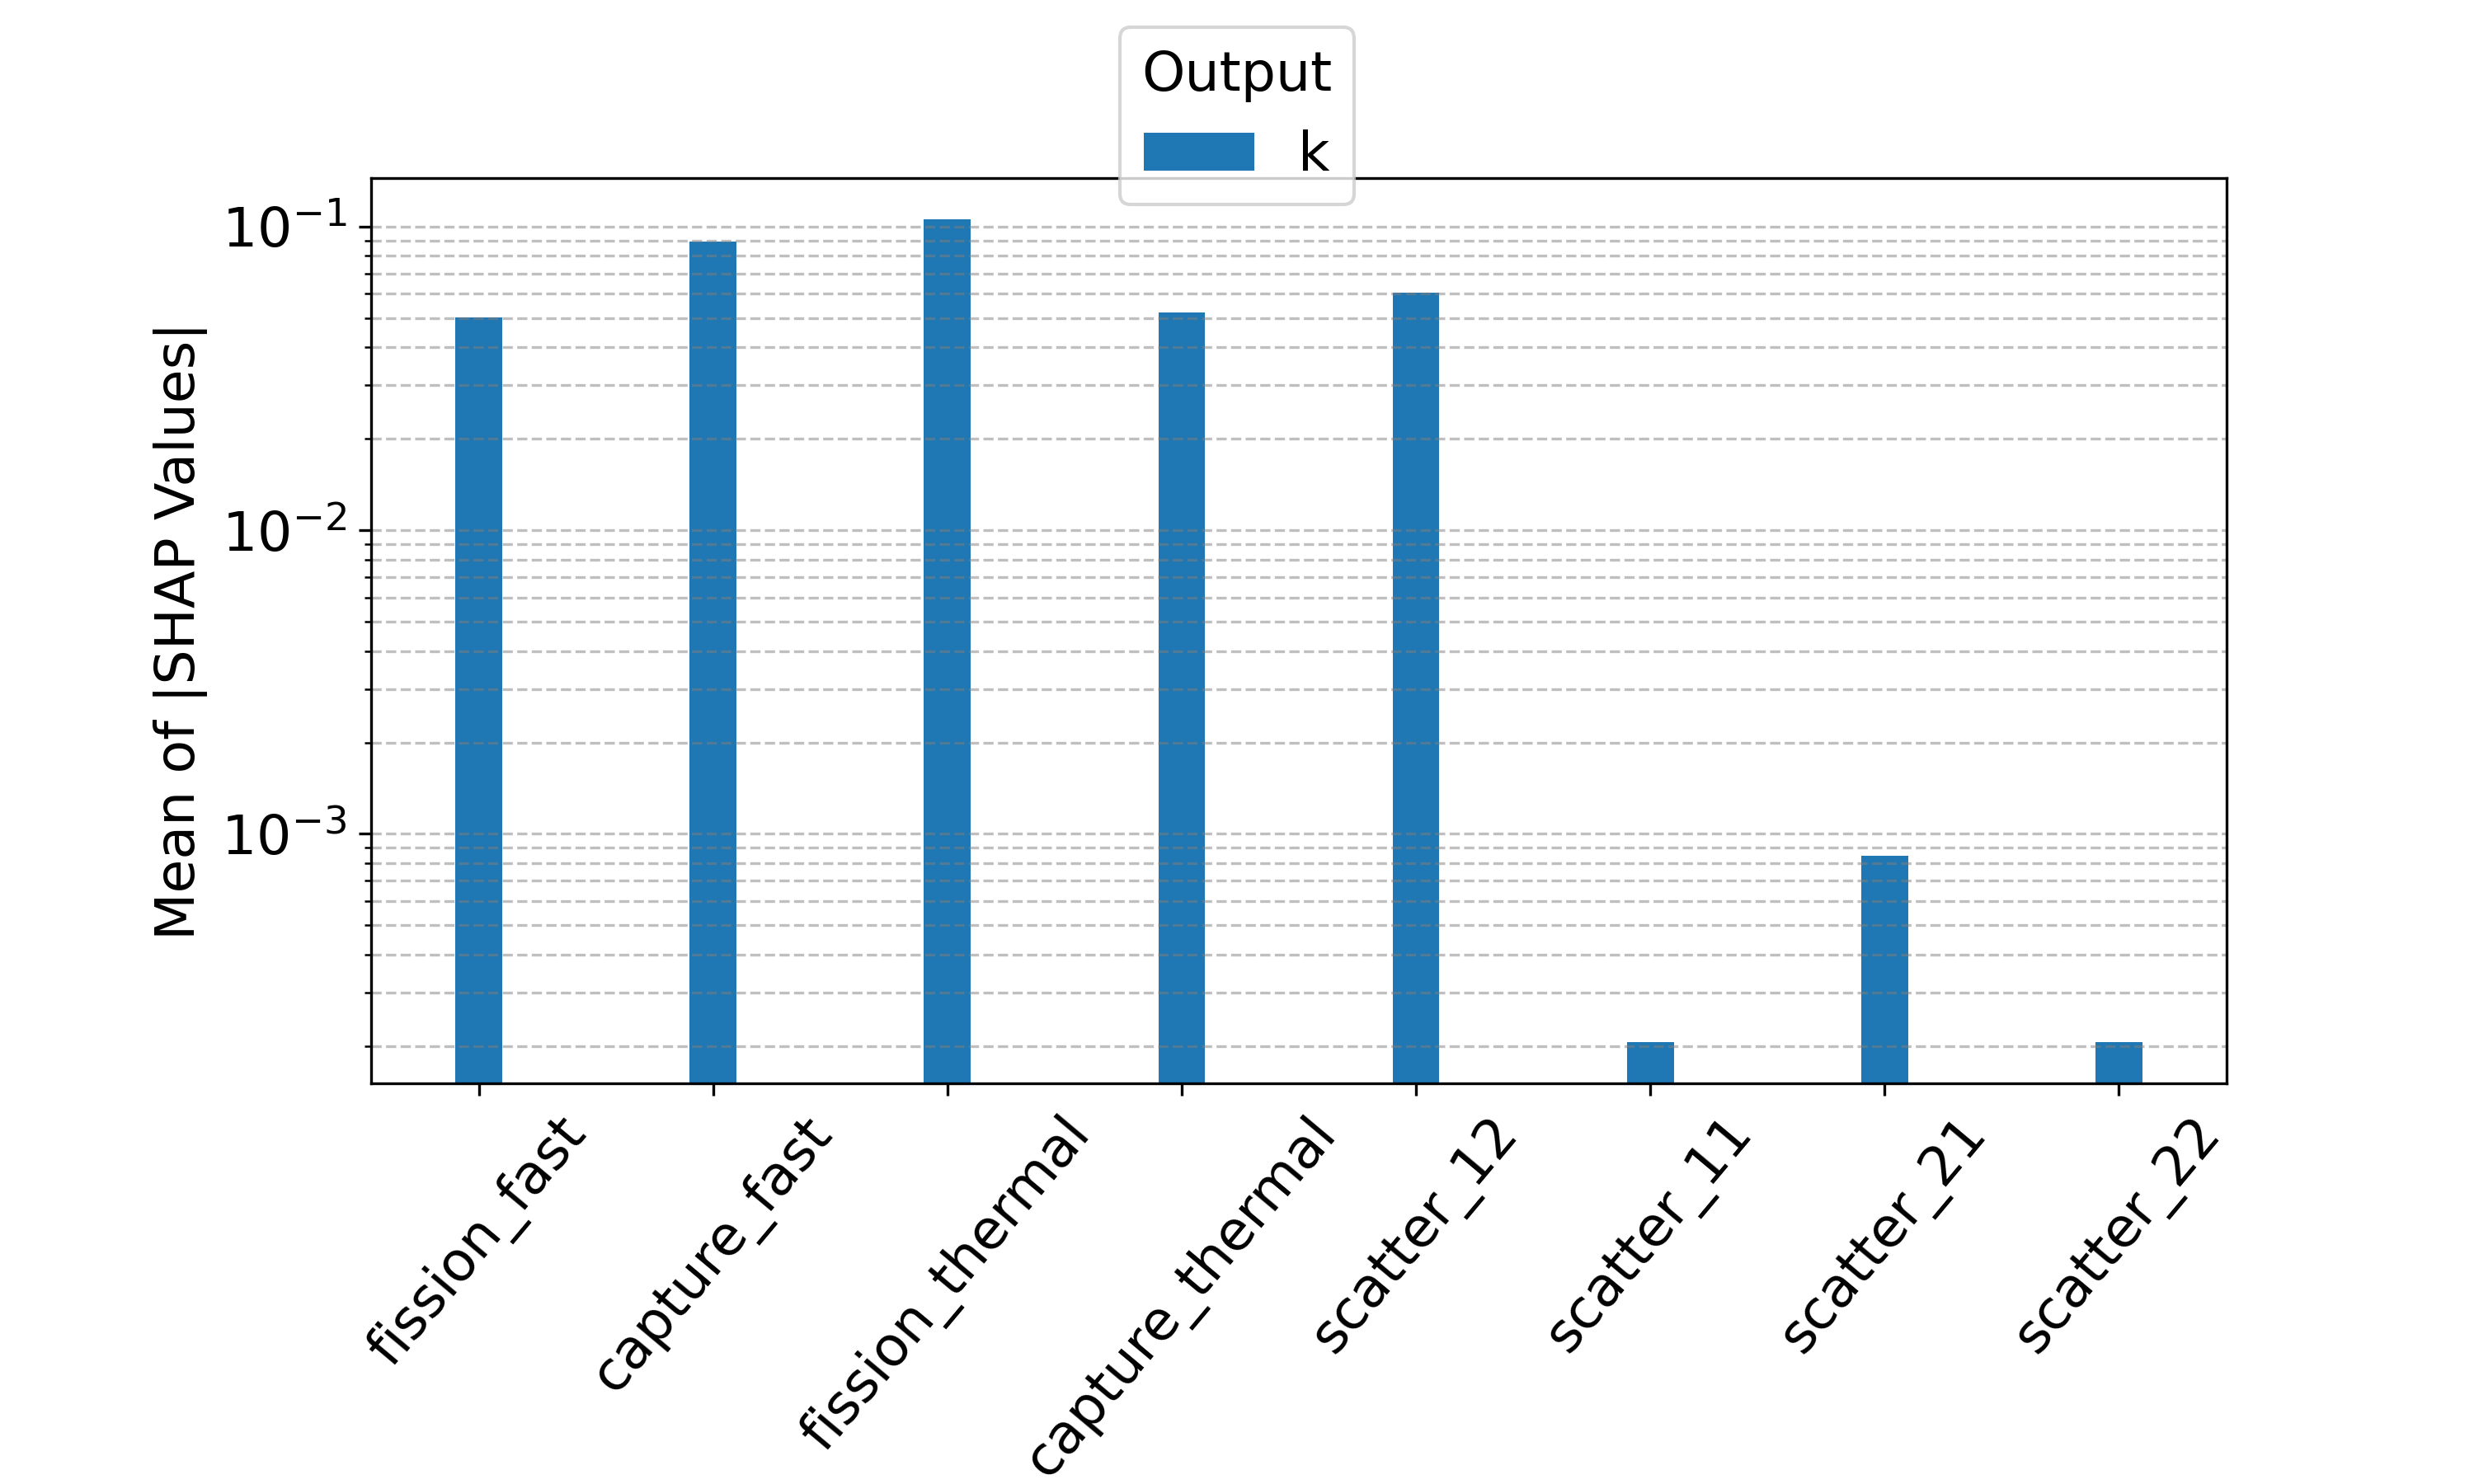 Output
k
Mean of |SHAP Values|
10⁻¹
10⁻²
10⁻³
fission_fast
capture_fast
fission_thermal
capture_thermal
scatter_12
scatter_11
scatter_21
scatter_22